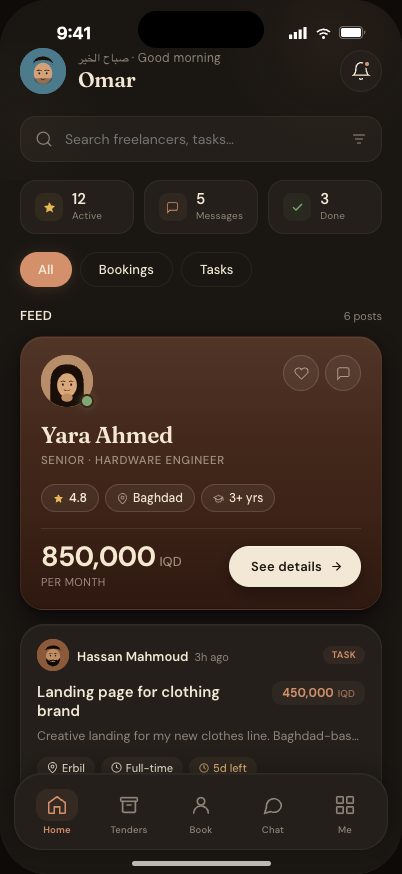 9:41
صباح الخير · Good morning
Omar
Search freelancers, tasks...
12
Active
5
Messages
3
Done
All
Bookings
Tasks
FEED
6 posts
Yara Ahmed
SENIOR · HARDWARE ENGINEER
4.8
Baghdad
3+ yrs
850,000 IQD
PER MONTH
See details →
Hassan Mahmoud 3h ago
TASK
Landing page for clothing
brand
450,000 IQD
Creative landing for my new clothes line. Baghdad-bas...
Erbil
Full-time
5d left
Home
Tenders
Book
Chat
Me